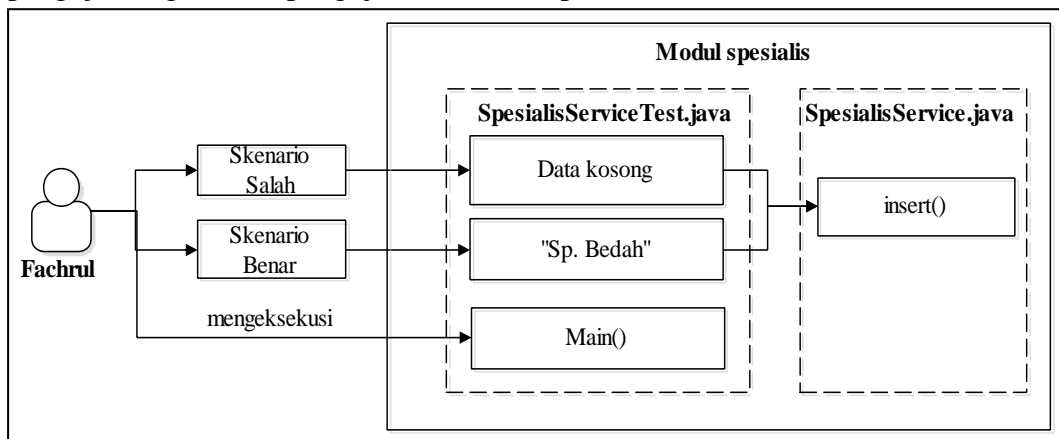 Modul spesialis
SpesialisServiceTest.java
SpesialisService.java
Skenario
Salah
Data kosong
insert()
Skenario
Benar
"Sp. Bedah"
Fachrul
mengeksekusi
Main()